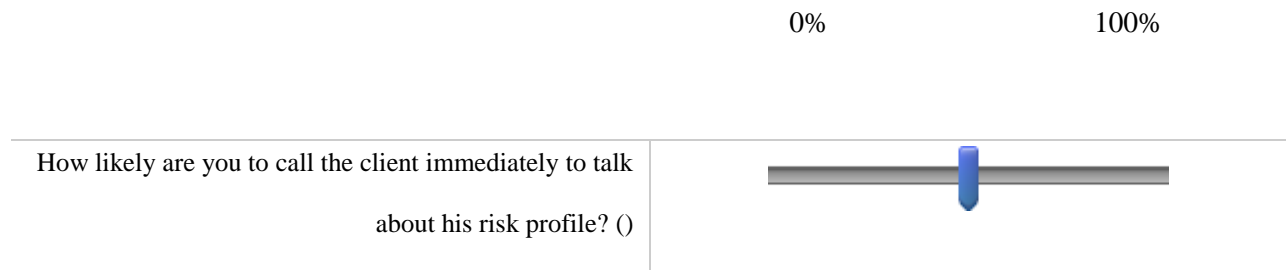 0% 100%
How likely are you to call the client immediately to talk
about his risk profile? ()